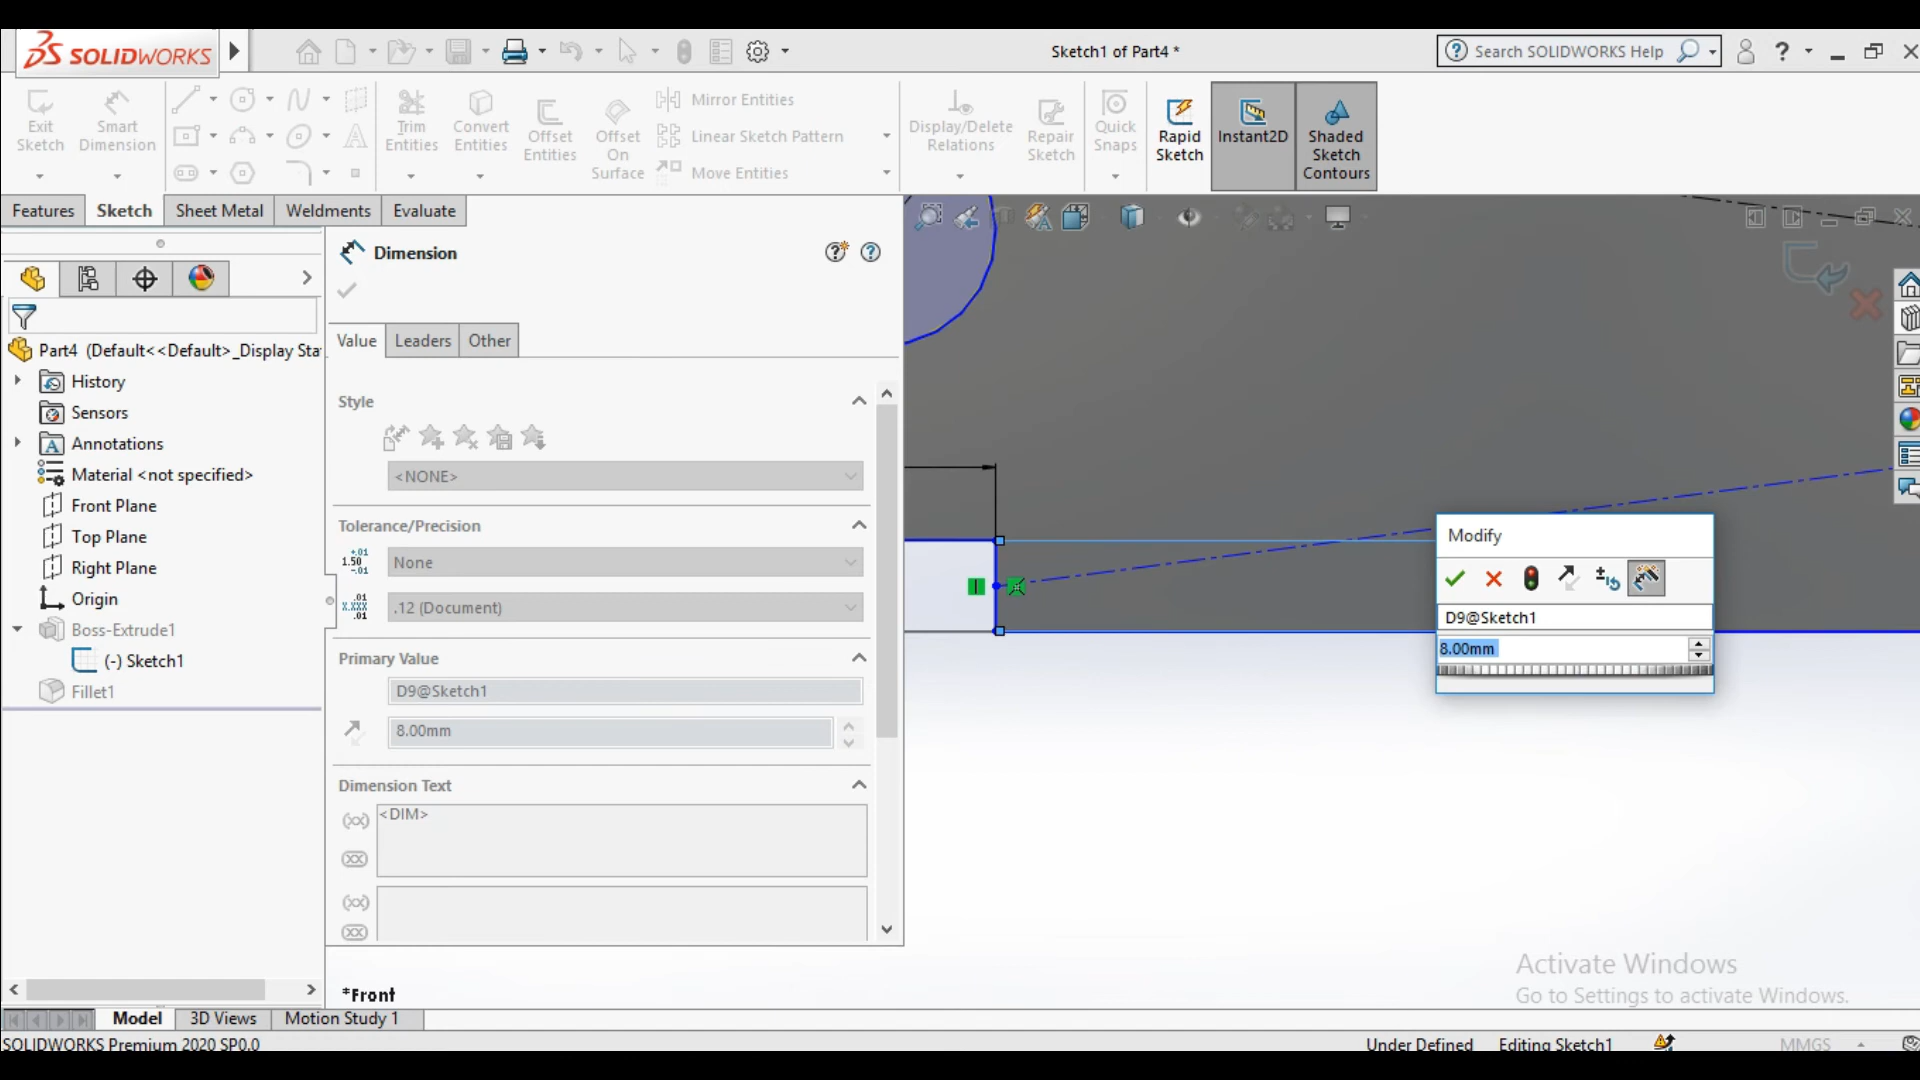 SOLIDWORKS
Sketch1 of Part4 *
Search SOLIDWORKS Help
Exit Sketch
Smart Dimension
Trim Entities
Convert Entities
Offset Entities
Offset On Surface
Mirror Entities
Linear Sketch Pattern
Move Entities
Display/Delete Relations
Repair Sketch
Quick Snaps
Rapid Sketch
Instant2D
Shaded Sketch Contours
Features
Sketch
Sheet Metal
Weldments
Evaluate
Part4 (Default<<Default>_Display Sta
History
Sensors
Annotations
Material <not specified>
Front Plane
Top Plane
Right Plane
Origin
Boss-Extrude1
(-) Sketch1
Fillet1
Dimension
Value
Leaders
Other
Style
<NONE>
Tolerance/Precision
None
.12 (Document)
Primary Value
D9@Sketch1
8.00mm
Dimension Text
<DIM>
Modify
D9@Sketch1
8.00mm
*Front
Activate Windows
Go to Settings to activate Windows.
Model
3D Views
Motion Study 1
SOLIDWORKS Premium 2020 SP0.0
Under Defined
Editing Sketch1
MMGS